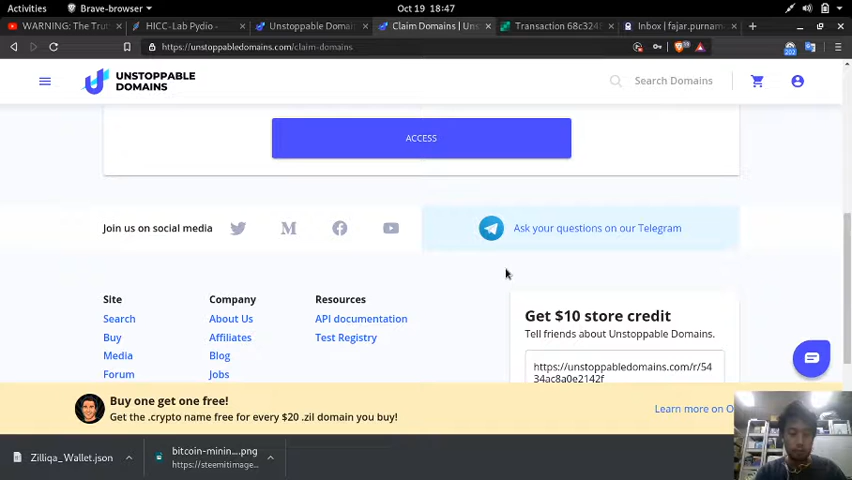 Activities
Brave-browser
Oct 19 18:47
WARNING: The Trut
HICC-Lab Pydio -
Unstoppable Domai
Claim Domains | Uns
Transaction 68c324
Inbox | fajar.purnam
https://unstoppabledomains.com/claim-domains
UNSTOPPABLE
DOMAINS
Search Domains
ACCESS
Join us on social media
Ask your questions on our Telegram
Site
Company
Resources
Get $10 store credit
Search
About Us
API documentation
Tell friends about Unstoppable Domains.
Buy
Affiliates
Test Registry
Media
Blog
https://unstoppabledomains.com/r/54
34ac8a0e2142f
Forum
Jobs
Buy one get one free!
Get the .crypto name free for every $20 .zil domain you buy!
Learn more on O
Zilliqa_Wallet.json
bitcoin-minin....png
https://steemitimage...